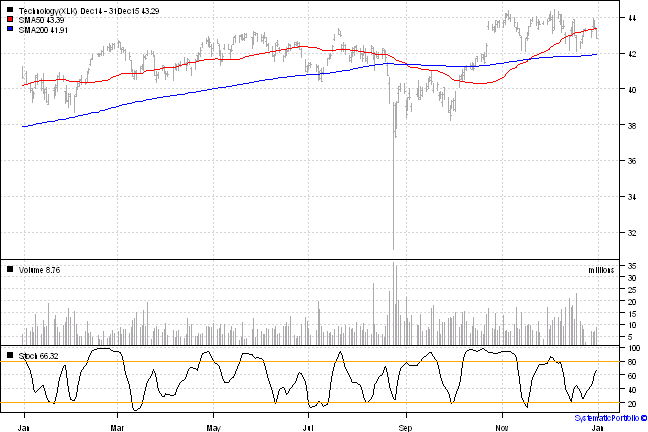 Technology(XLK) Dec14 - 31Dec15 43.29
SMA50 43.39
SMA200 41.91
44
42
40
38
36
34
32
Volume 8.76
millions
35
30
25
20
15
10
5
Stoch 66.32
100
80
60
40
20
Jan Mar May Jul Sep Nov Jan
SystematicPortfolio ©